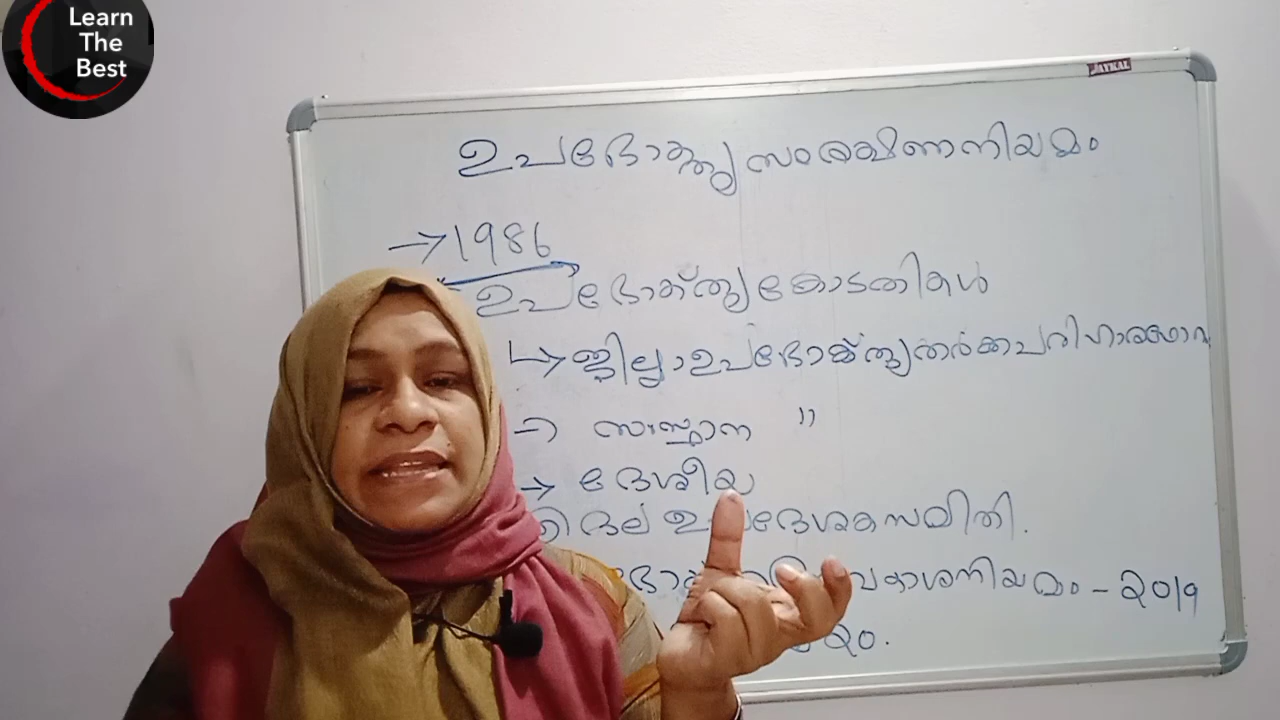 Learn
The
Best
JAYKAL
ഉപഭോക്തൃസംരക്ഷണനിയമം
→1986
ഉപഭോക്തൃകോടതികൾ
↳ ജില്ലാഉപഭോക്തൃതർക്കപരിഹാരഫോറ
→ സംസ്ഥാന ''
→ ദേശീയ
ഉപദേശകസമിതി.
അവകാശനിയമം - 2019
20.